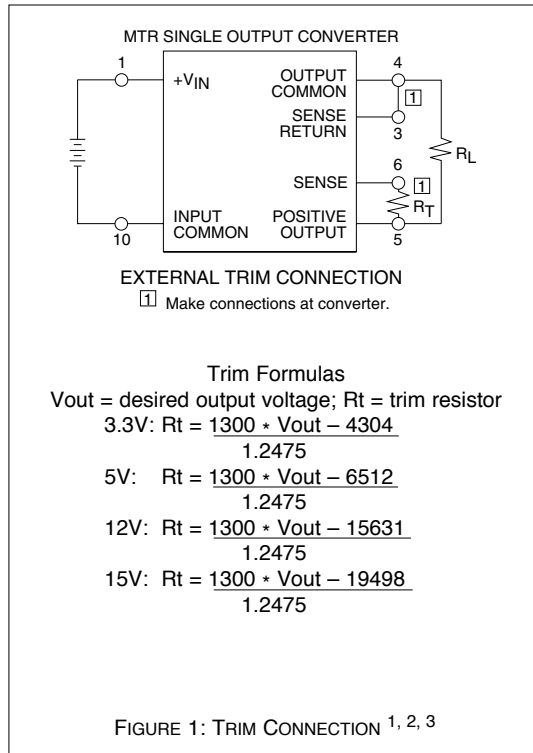 MTR SINGLE OUTPUT CONVERTER
1
+VIN
OUTPUT
COMMON
4
1
SENSE
RETURN
3
RL
SENSE
6
1
RT
INPUT
COMMON
10
POSITIVE
OUTPUT
5
EXTERNAL TRIM CONNECTION
1 Make connections at converter.
Trim Formulas
Vout = desired output voltage; Rt = trim resistor
3.3V: Rt = 1300 * Vout – 4304
1.2475
5V: Rt = 1300 * Vout – 6512
1.2475
12V: Rt = 1300 * Vout – 15631
1.2475
15V: Rt = 1300 * Vout – 19498
1.2475
FIGURE 1: TRIM CONNECTION 1, 2, 3